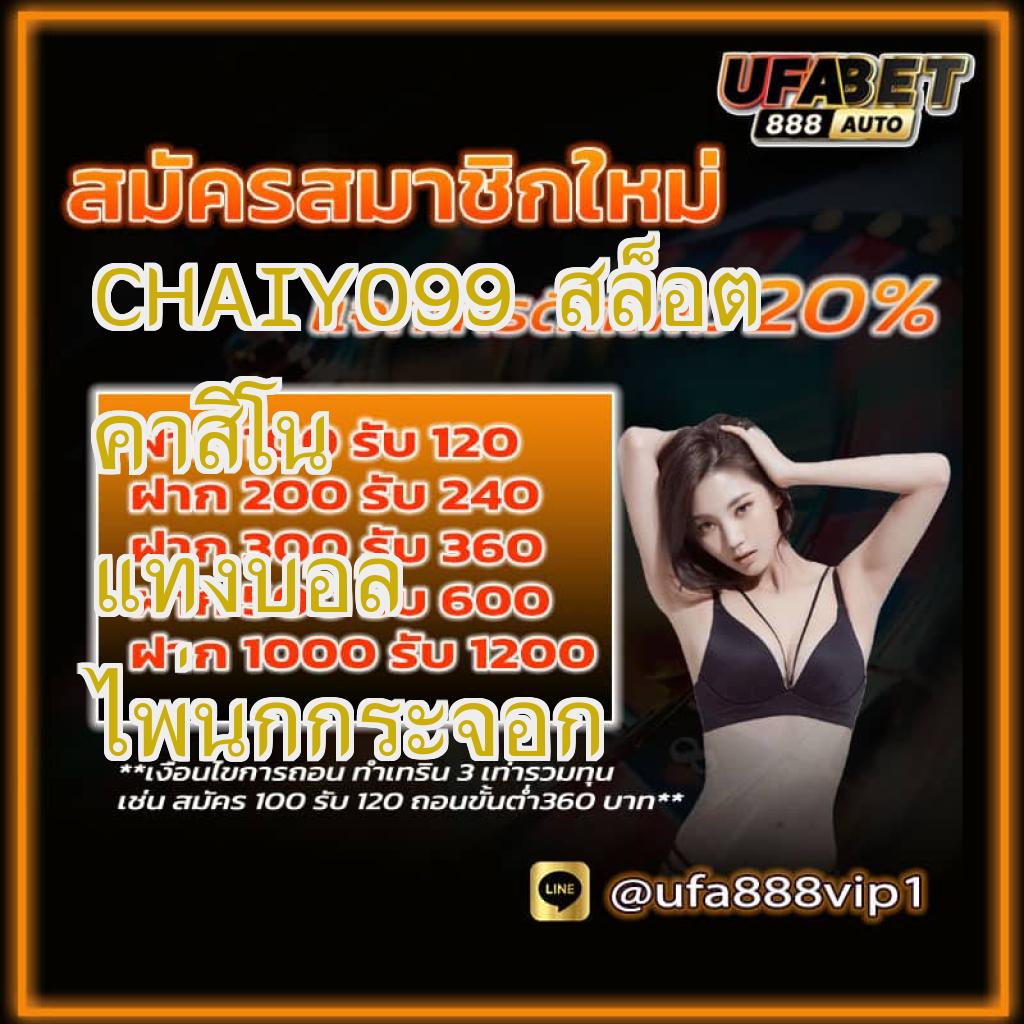 UFABET
888 AUTO
สมัครสมาชิกใหม่
CHAIYO99 สล็อต
20%
คาสิโน
รับ 120
ฝาก 200 รับ 240
ฝาก 300 รับ 360
แทงบอล
600
ฝาก 1000 รับ 1200
ไพ่นกกระจอก
**เงื่อนไขการถอน ทำเทริน 3 เท่ารวมทุน
เช่น สมัคร 100 รับ 120 ถอนขั้นต่ำ360 บาท**
LINE @ufa888vip1